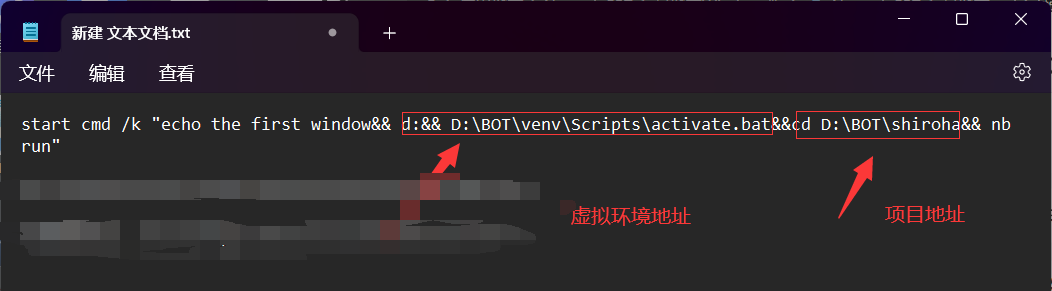 新建 文本文档.txt
文件 编辑 查看
start cmd /k "echo the first window&& d:&& D:\BOT\venv\Scripts\activate.bat&&cd D:\BOT\shiroha&& nb
run"
虚拟环境地址
项目地址